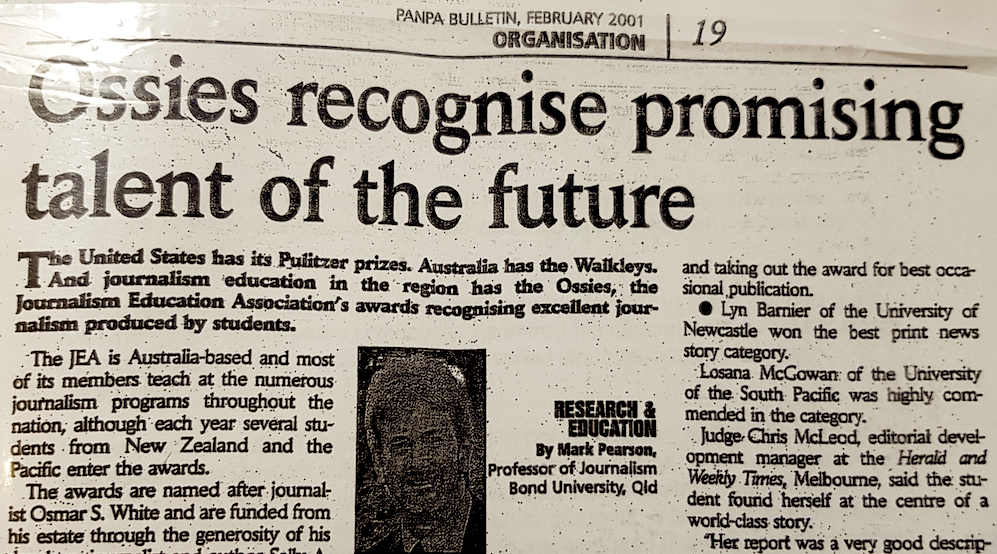 PANPA BULLETIN, FEBRUARY 2001
ORGANISATION
19
Ossies recognise promising
talent of the future
The United States has its Pulitzer prizes. Australia has the Walkleys.
And journalism education in the region has the Ossies, the
Journalism Education Association's awards recognising excellent jour-
nalism produced by students.
The JEA is Australia-based and most
of its members teach at the numerous
journalism programs throughout the
nation, although each year several stu-
dents from New Zealand and the
Pacific enter the awards.
The awards are named after journal-
ist Osmar S. White and are funded from
his estate through the generosity of his
RESEARCH &
EDUCATION
By Mark Pearson,
Professor of Journalism
Bond University, Qld
and taking out the award for best occa-
sional publication.
● Lyn Barnier of the University of
Newcastle won the best print news
story category.
Losana McGowan of the University
of the South Pacific was highly com-
mended in the category.
Judge Chris McLeod, editorial devel-
opment manager at the Herald and
Weekly Times, Melbourne, said the stu-
dent found herself at the centre of a
world-class story.
"Her report was a very good descrip-